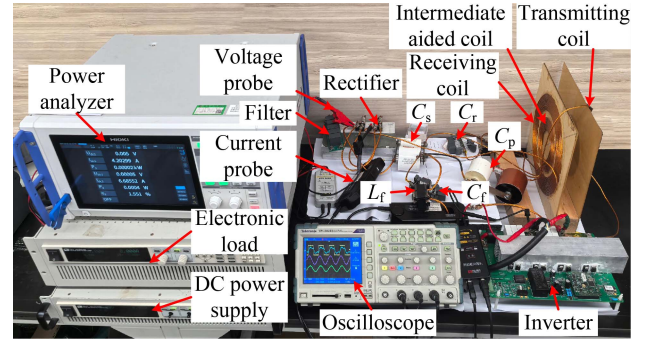 Intermediate
aided coil
Transmitting
coil
Voltage
probe
Receiving
coil
Power
analyzer
Rectifier
Filter
Cs
Cr
Cp
Current
probe
HIOKI
Lf
Cf
Electronic
load
DC power
supply
Oscilloscope
Inverter